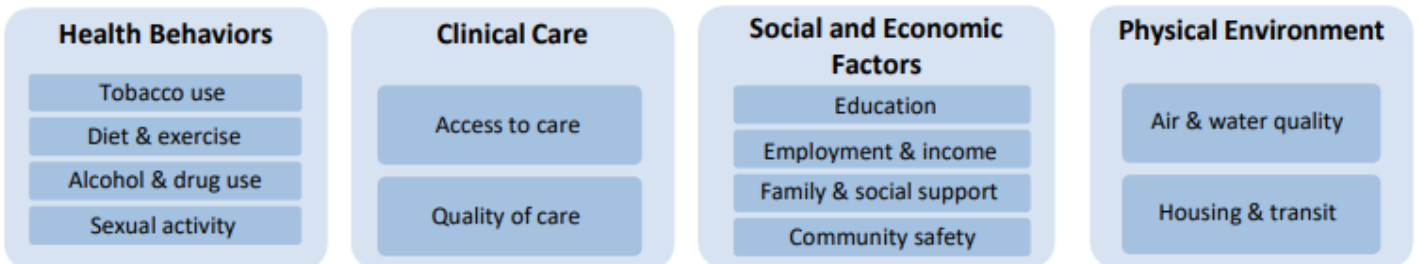 Health Behaviors
Tobacco use
Diet & exercise
Alcohol & drug use
Sexual activity
Clinical Care
Access to care
Quality of care
Social and Economic
Factors
Education
Employment & income
Family & social support
Community safety
Physical Environment
Air & water quality
Housing & transit